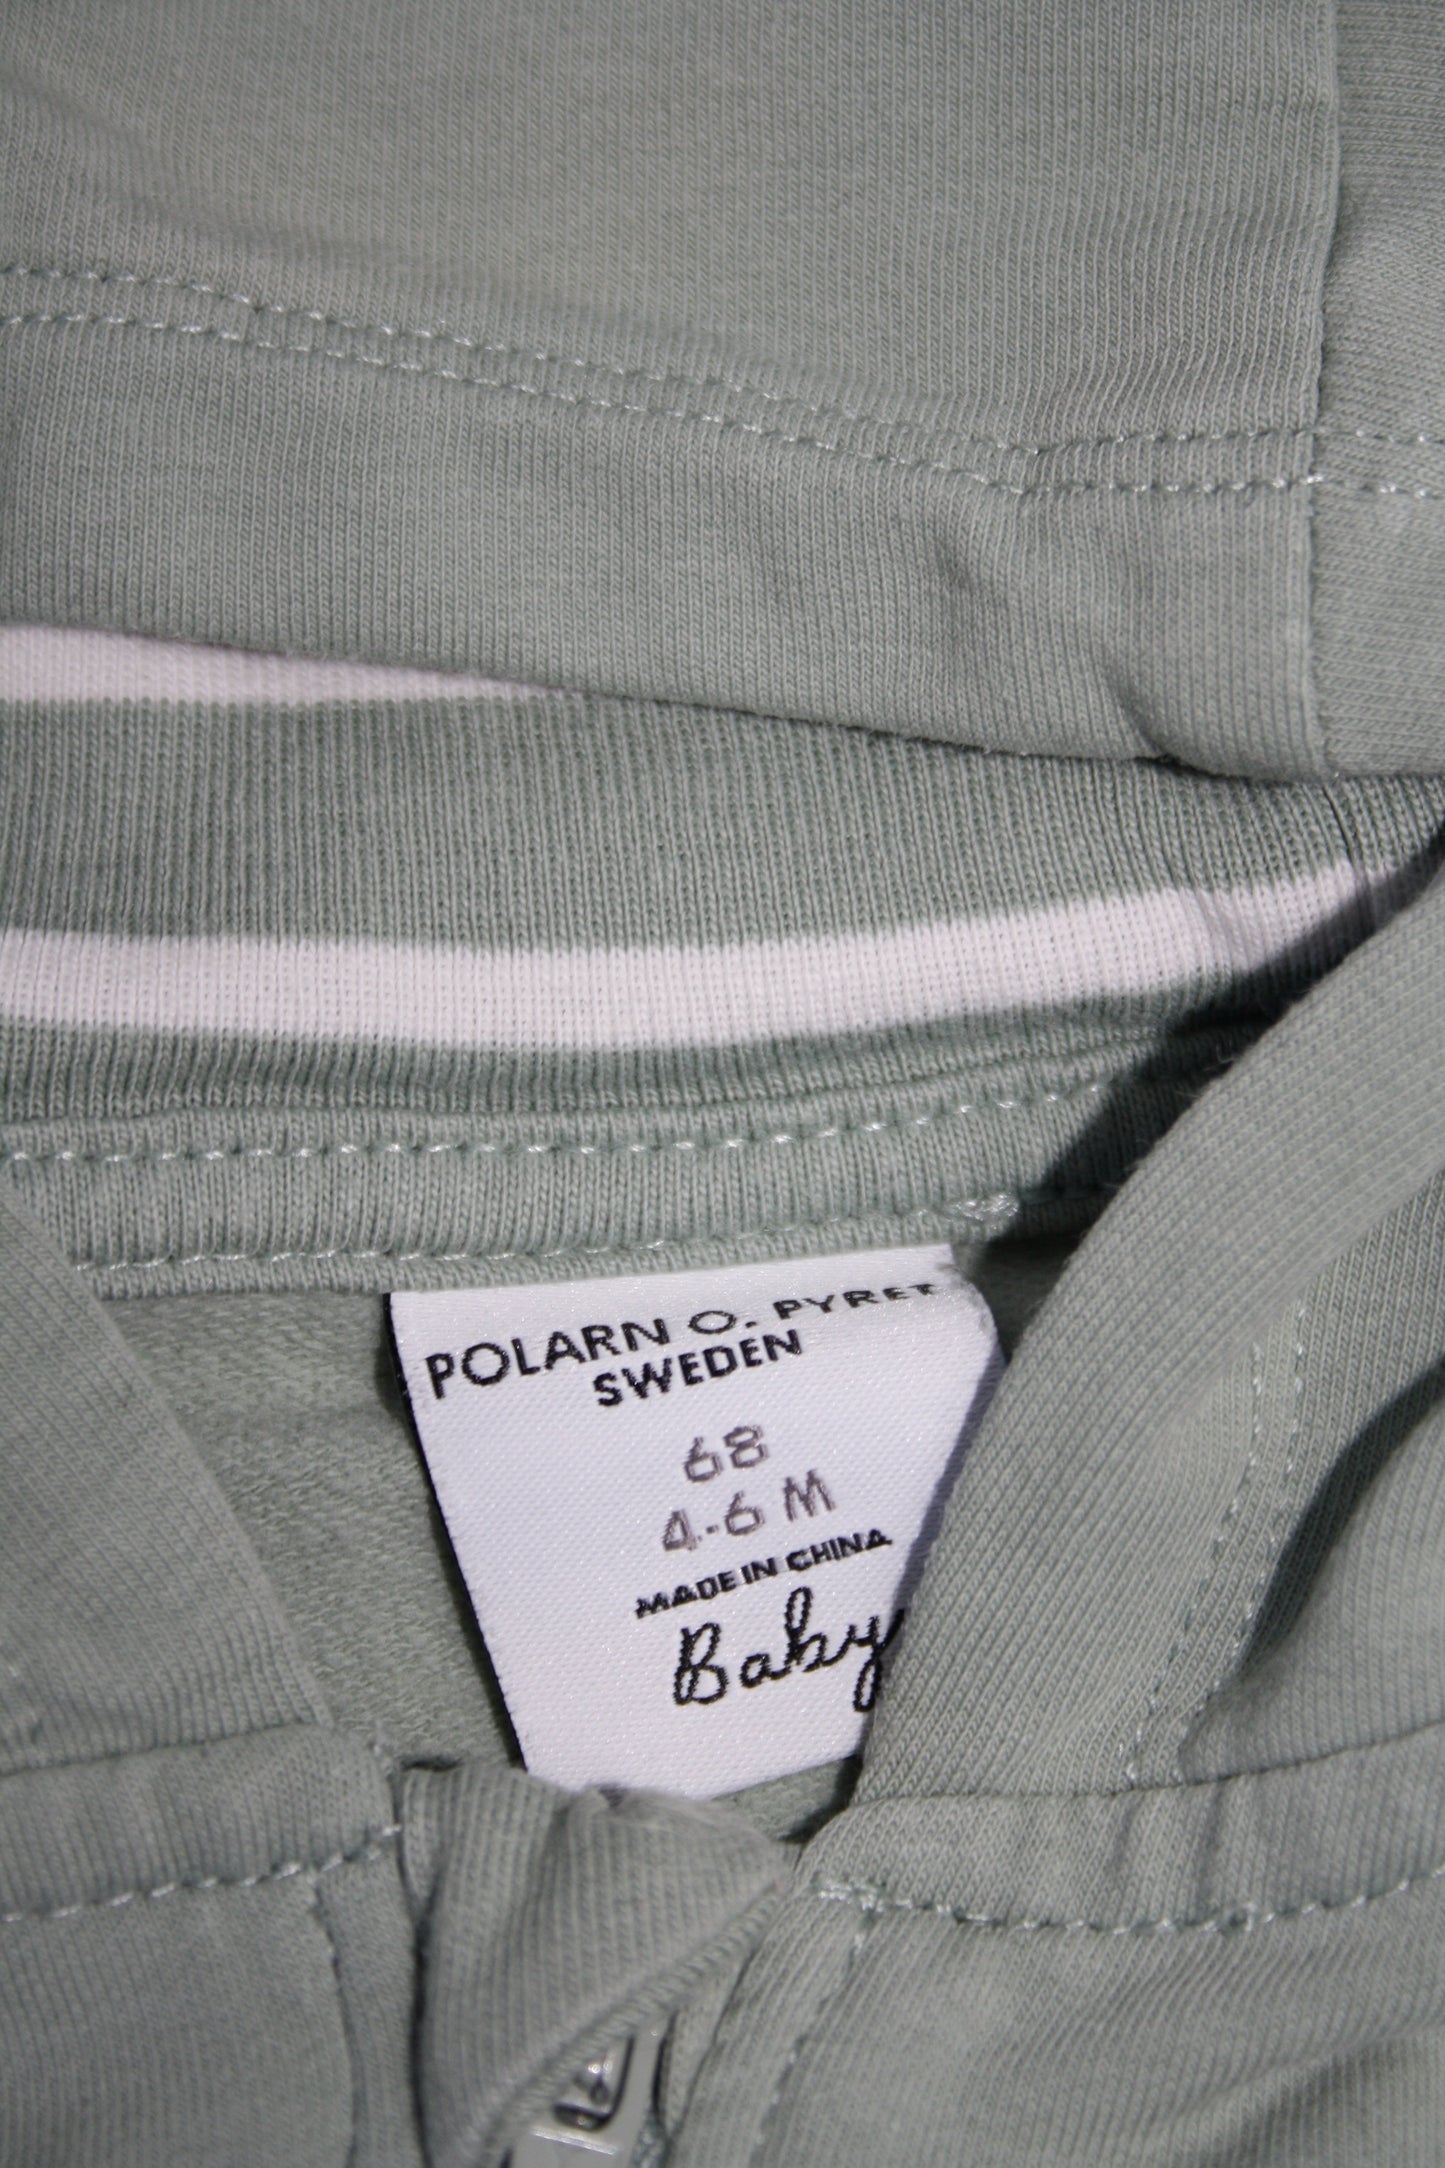 POLARN O. PYRET
SWEDEN
68
4-6 M
MADE IN CHINA
Baby